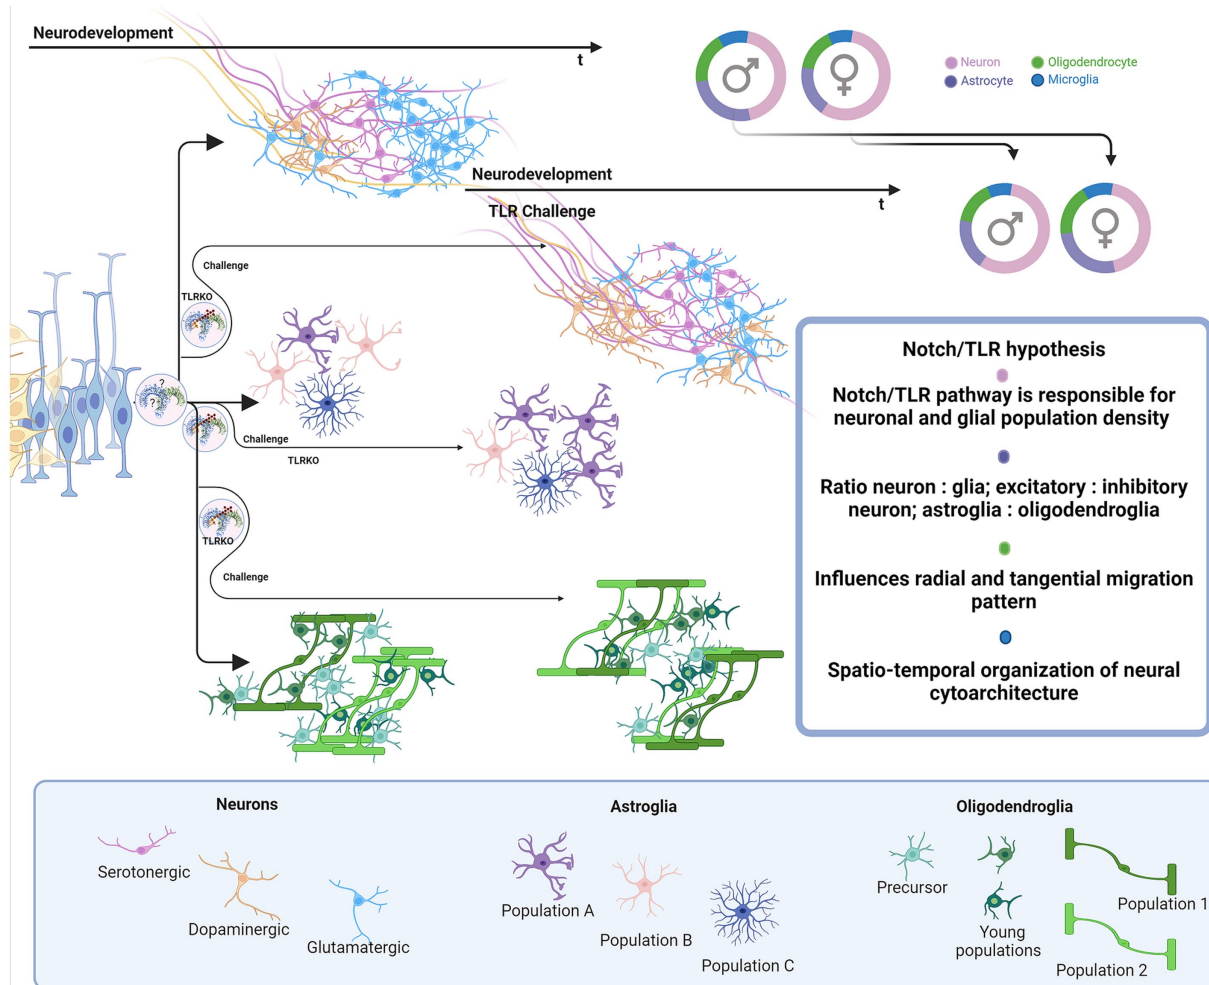 Neurodevelopment
t
Neuron
Oligodendrocyte
Astrocyte
Microglia
Neurodevelopment
t
TLR Challenge
Challenge
TLRKO
?
?
Challenge
TLRKO
TLRKO
Challenge
Notch/TLR hypothesis
Notch/TLR pathway is responsible for
neuronal and glial population density
Ratio neuron : glia; excitatory : inhibitory
neuron; astroglia : oligodendroglia
Influences radial and tangential migration
pattern
Spatio-temporal organization of neural
cytoarchitecture
Neurons
Serotonergic
Dopaminergic
Glutamatergic
Astroglia
Population A
Population B
Population C
Oligodendroglia
Precursor
Young
populations
Population 1
Population 2